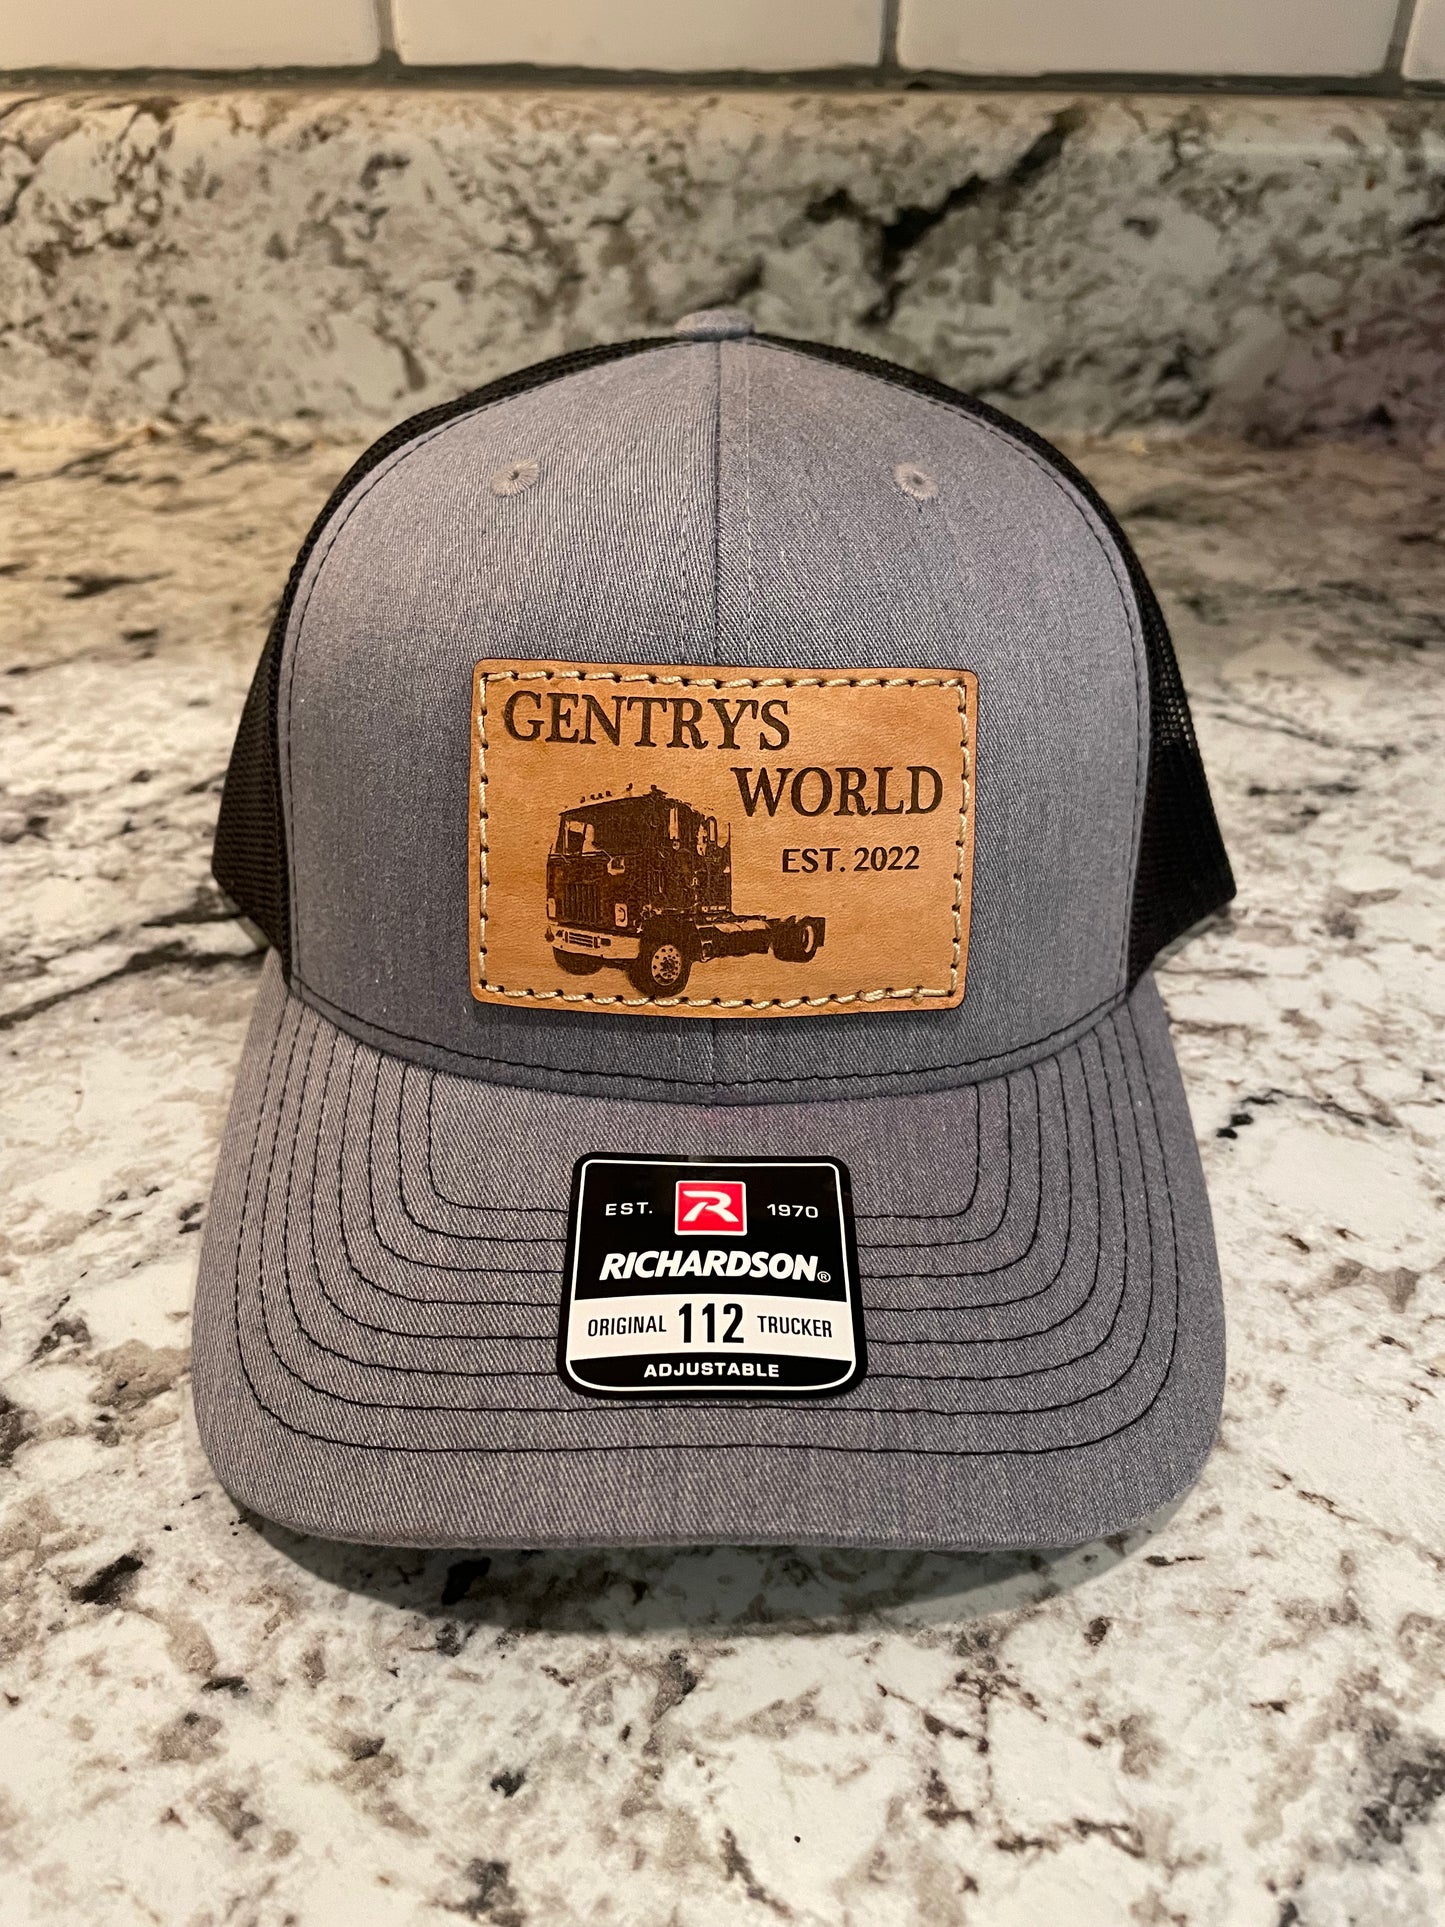 GENTRY'S
WORLD
EST. 2022
EST. R 1970
RICHARDSON®
ORIGINAL 112 TRUCKER
ADJUSTABLE